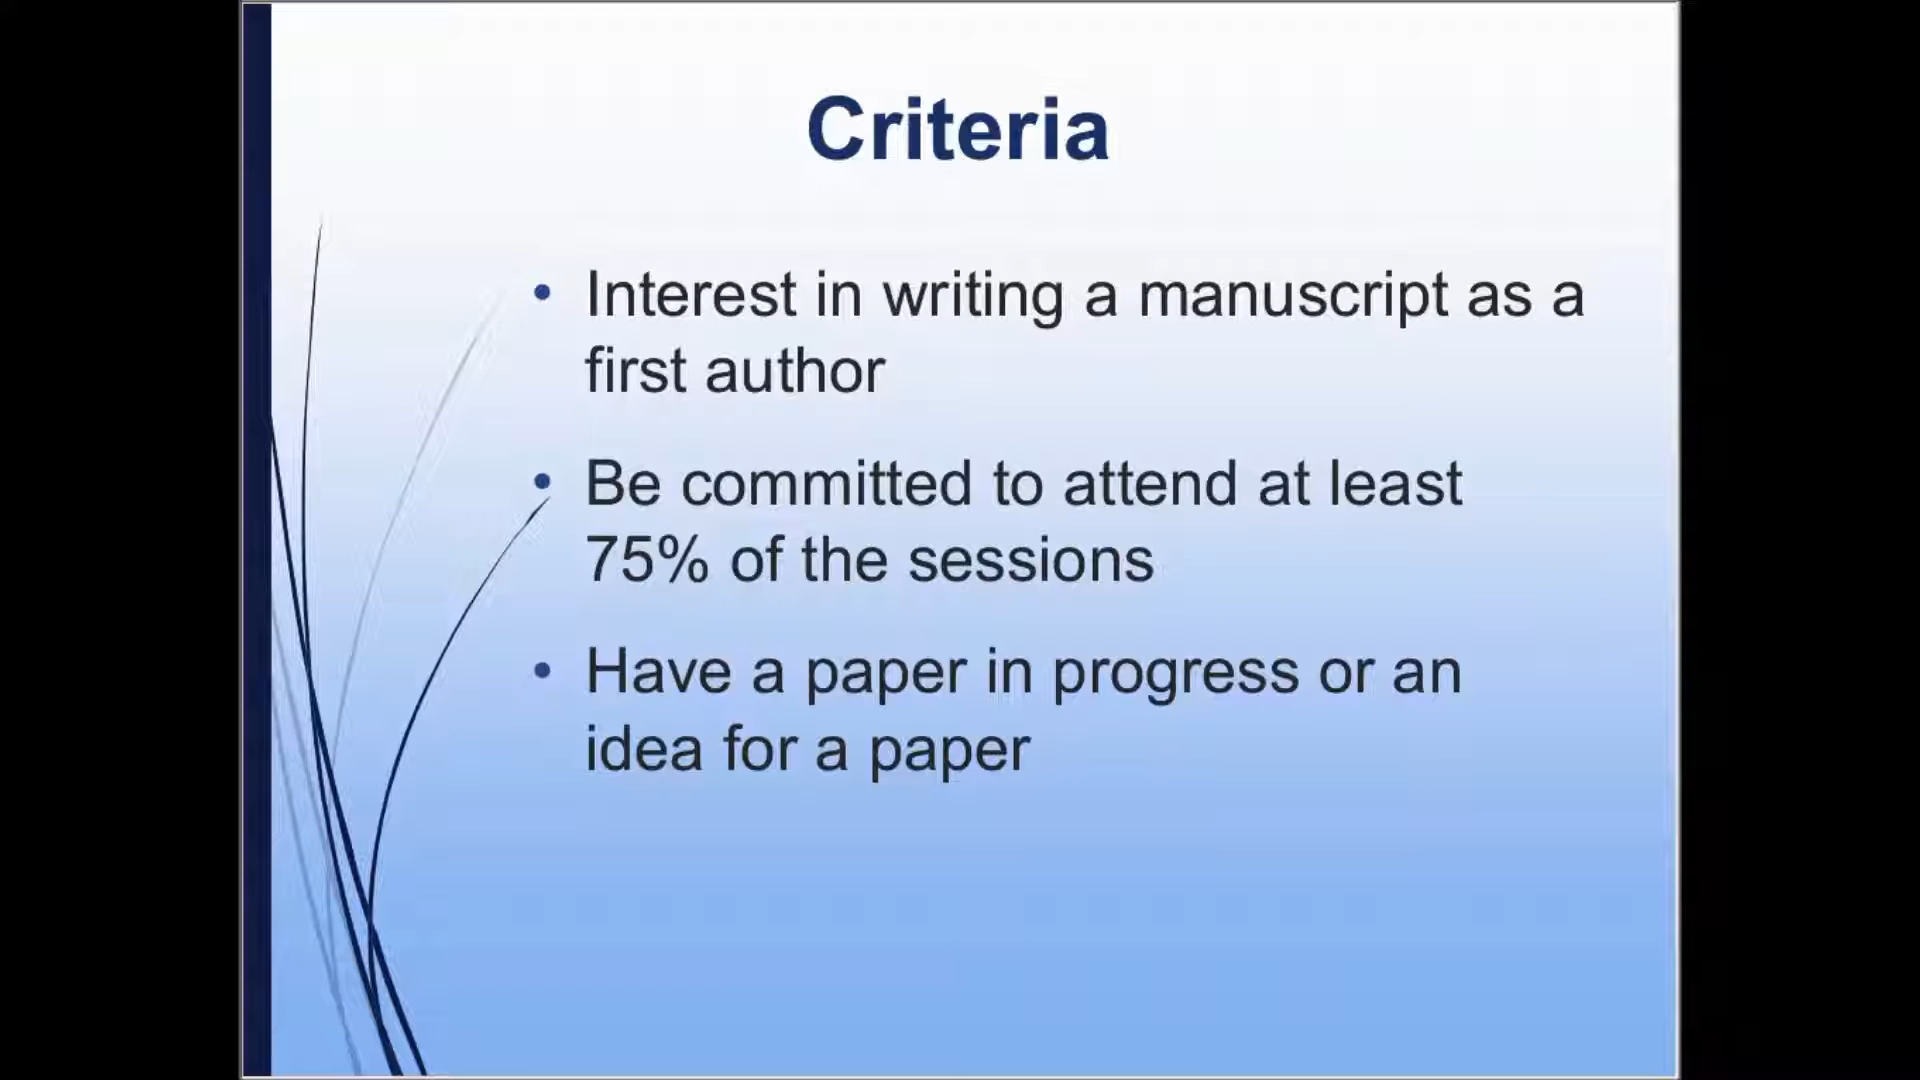 Criteria
• Interest in writing a manuscript as a
first author
• Be committed to attend at least
75% of the sessions
• Have a paper in progress or an
idea for a paper